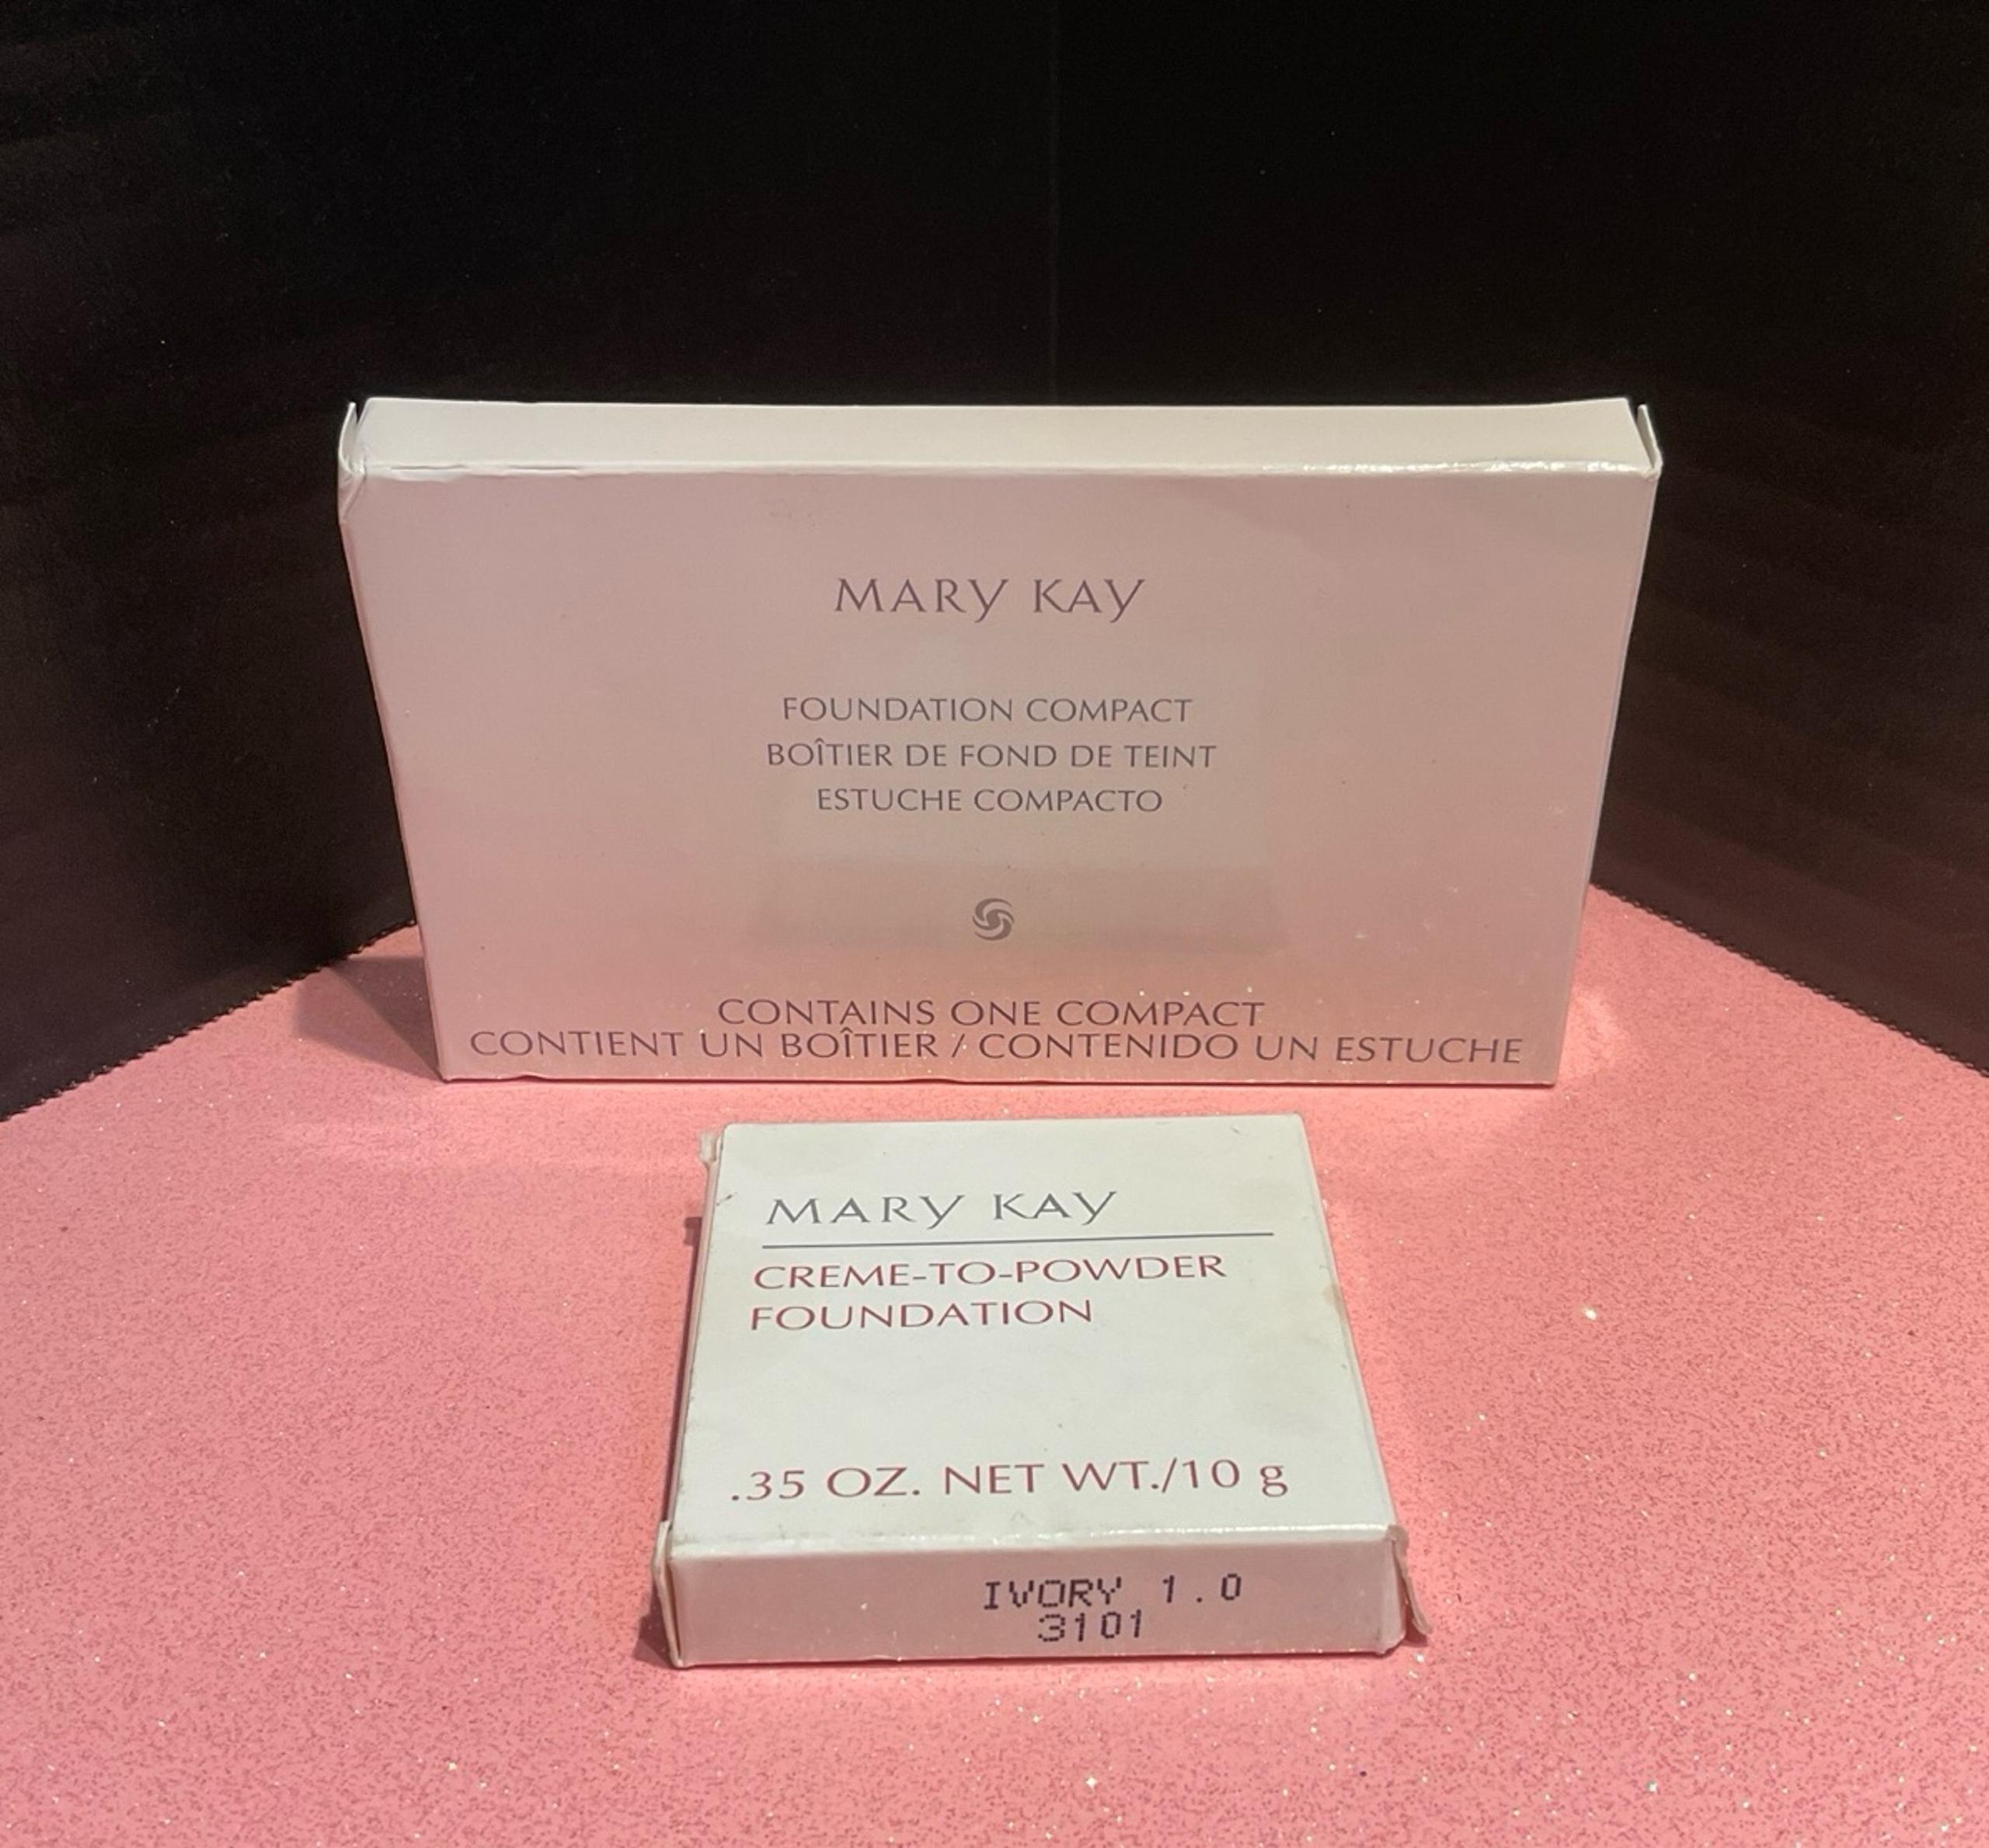 MARY KAY
FOUNDATION COMPACT
BOÎTIER DE FOND DE TEINT
ESTUCHE COMPACTO
CONTAINS ONE COMPACT
CONTIENT UN BOÎTIER / CONTENIDO UN ESTUCHE
MARY KAY
CREME-TO-POWDER
FOUNDATION
.35 OZ. NET WT./10 g
IVORY 1.0
3101